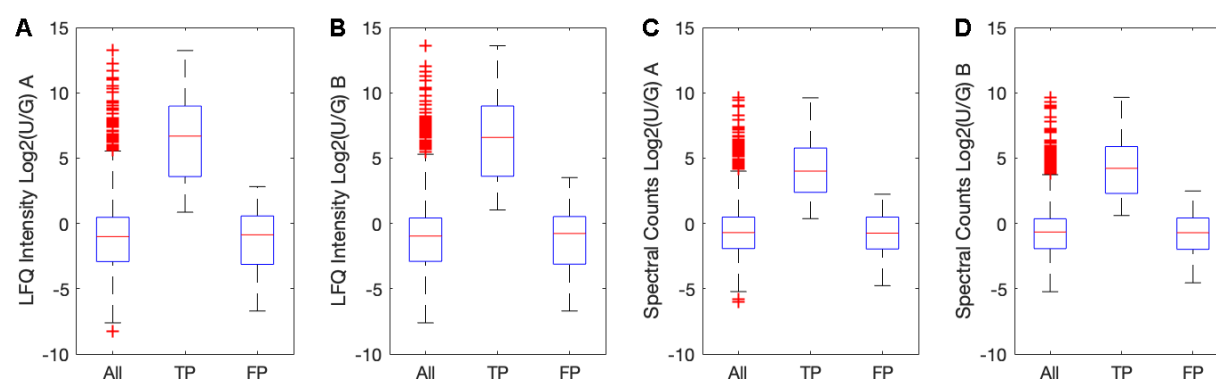 A
LFQ Intensity Log2(U/G) A
15
10
5
0
-5
-10
All TP FP
B
LFQ Intensity Log2(U/G) B
15
10
5
0
-5
-10
All TP FP
C
Spectral Counts Log2(U/G) A
15
10
5
0
-5
-10
All TP FP
D
Spectral Counts Log2(U/G) B
15
10
5
0
-5
-10
All TP FP